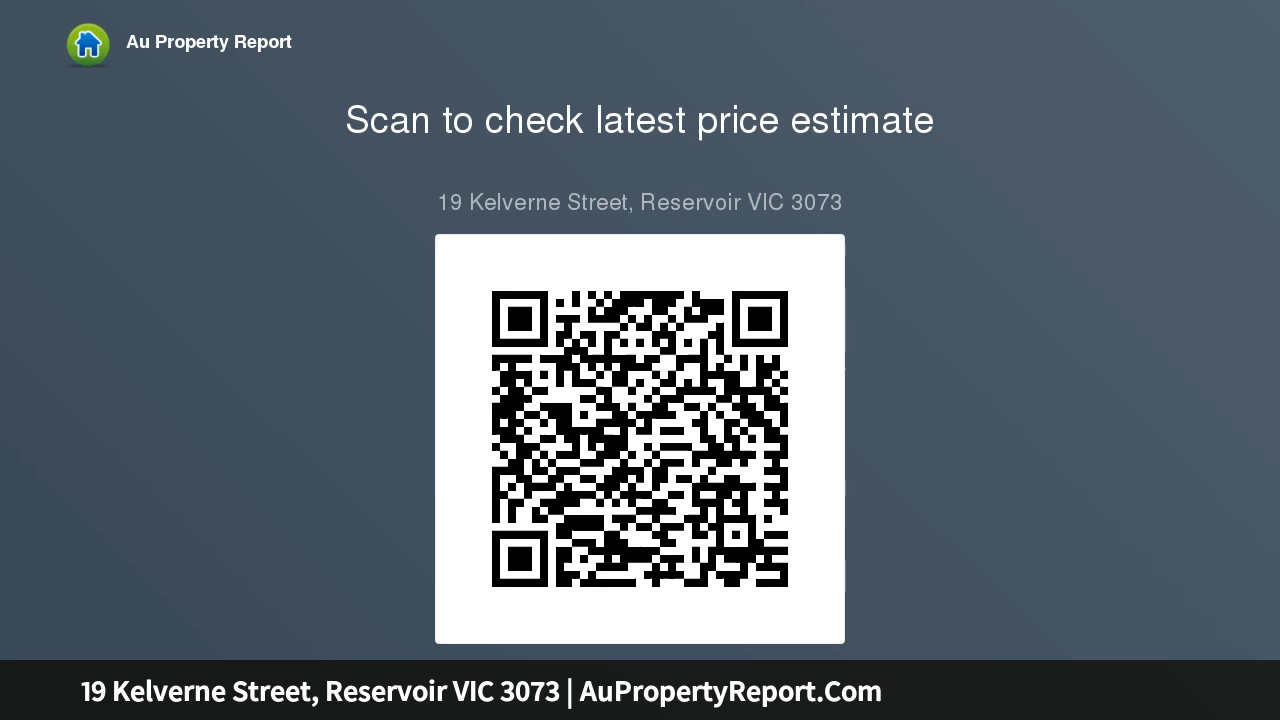 Au Property Report
Scan to check latest price estimate
19 Kelverne Street, Reservoir VIC 3073
19 Kelverne Street, Reservoir VIC 3073 | AuPropertyReport.Com